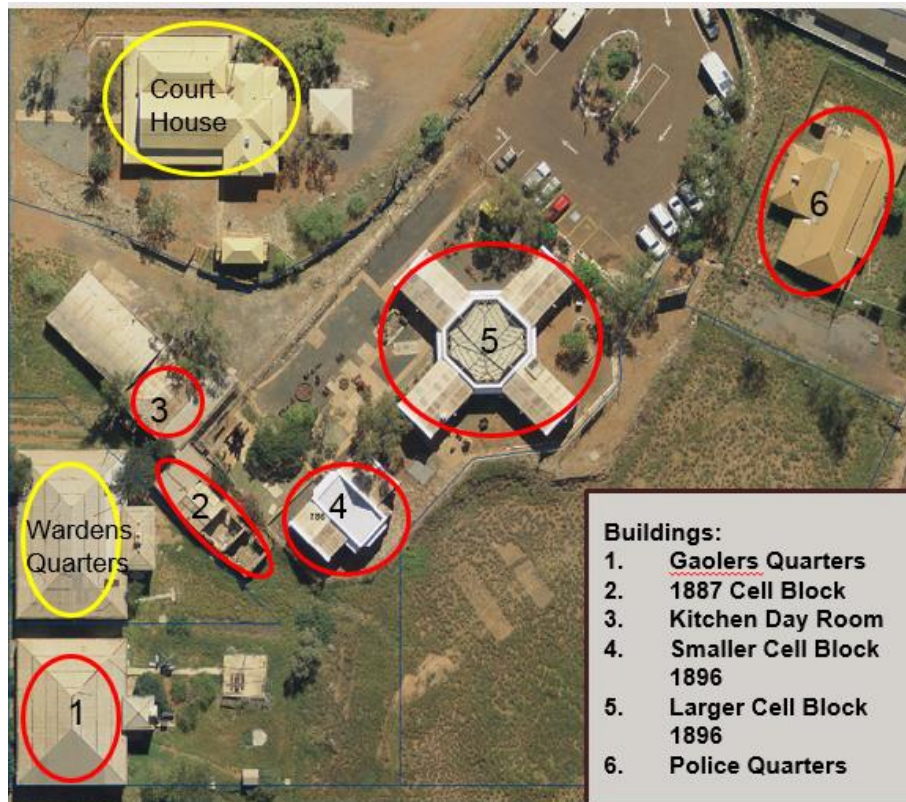 Court
House
6
5
3
2
4
Wardens
Quarters
1
Buildings:
1. Gaolers Quarters
2. 1887 Cell Block
3. Kitchen Day Room
4. Smaller Cell Block
1896
5. Larger Cell Block
1896
6. Police Quarters